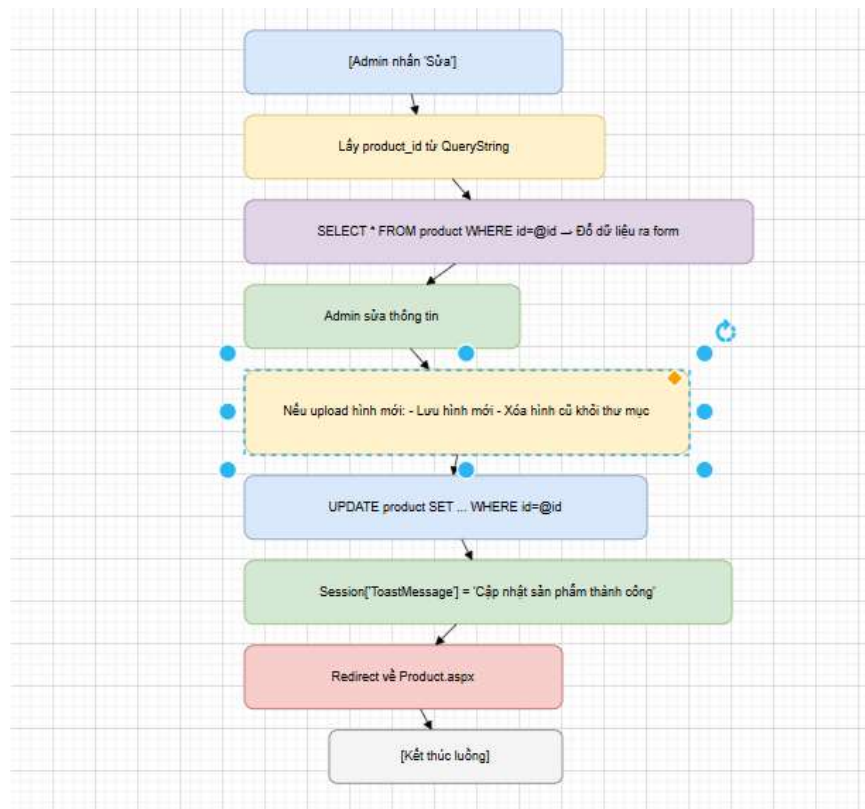 [Admin nhấn 'Sửa']
Lấy product_id từ QueryString
SELECT * FROM product WHERE id=@id → Đổ dữ liệu ra form
Admin sửa thông tin
Nếu upload hình mới: - Lưu hình mới - Xóa hình cũ khỏi thư mục
UPDATE product SET ... WHERE id=@id
Session['ToastMessage'] = 'Cập nhật sản phẩm thành công'
Redirect về Product.aspx
[Kết thúc luồng]